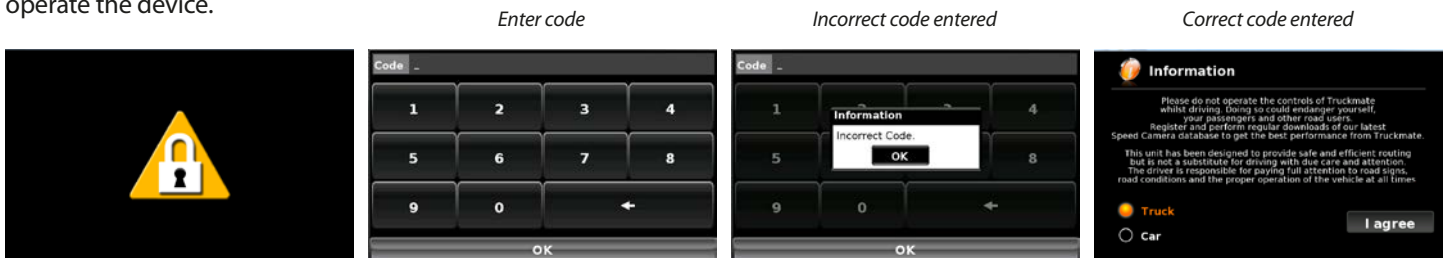 operate the device.
Enter code
Incorrect code entered
Correct code entered
Code _
1 2 3 4
5 6 7 8
9 0 ←
OK
Code _
1 2 3 4
5 Information 8
Incorrect Code.
OK
9 0 ←
OK
Information
Please do not operate the controls of Truckmate
whilst driving. Doing so could endanger yourself,
your passengers and other road users.
Register and perform regular downloads of our latest
Speed Camera database to get the best performance from Truckmate.
This unit has been designed to provide safe and efficient routing
but is not a substitute for driving with due care and attention.
The driver is responsible for paying full attention to road signs,
road conditions and the proper operation of the vehicle at all times
Truck
Car
I agree